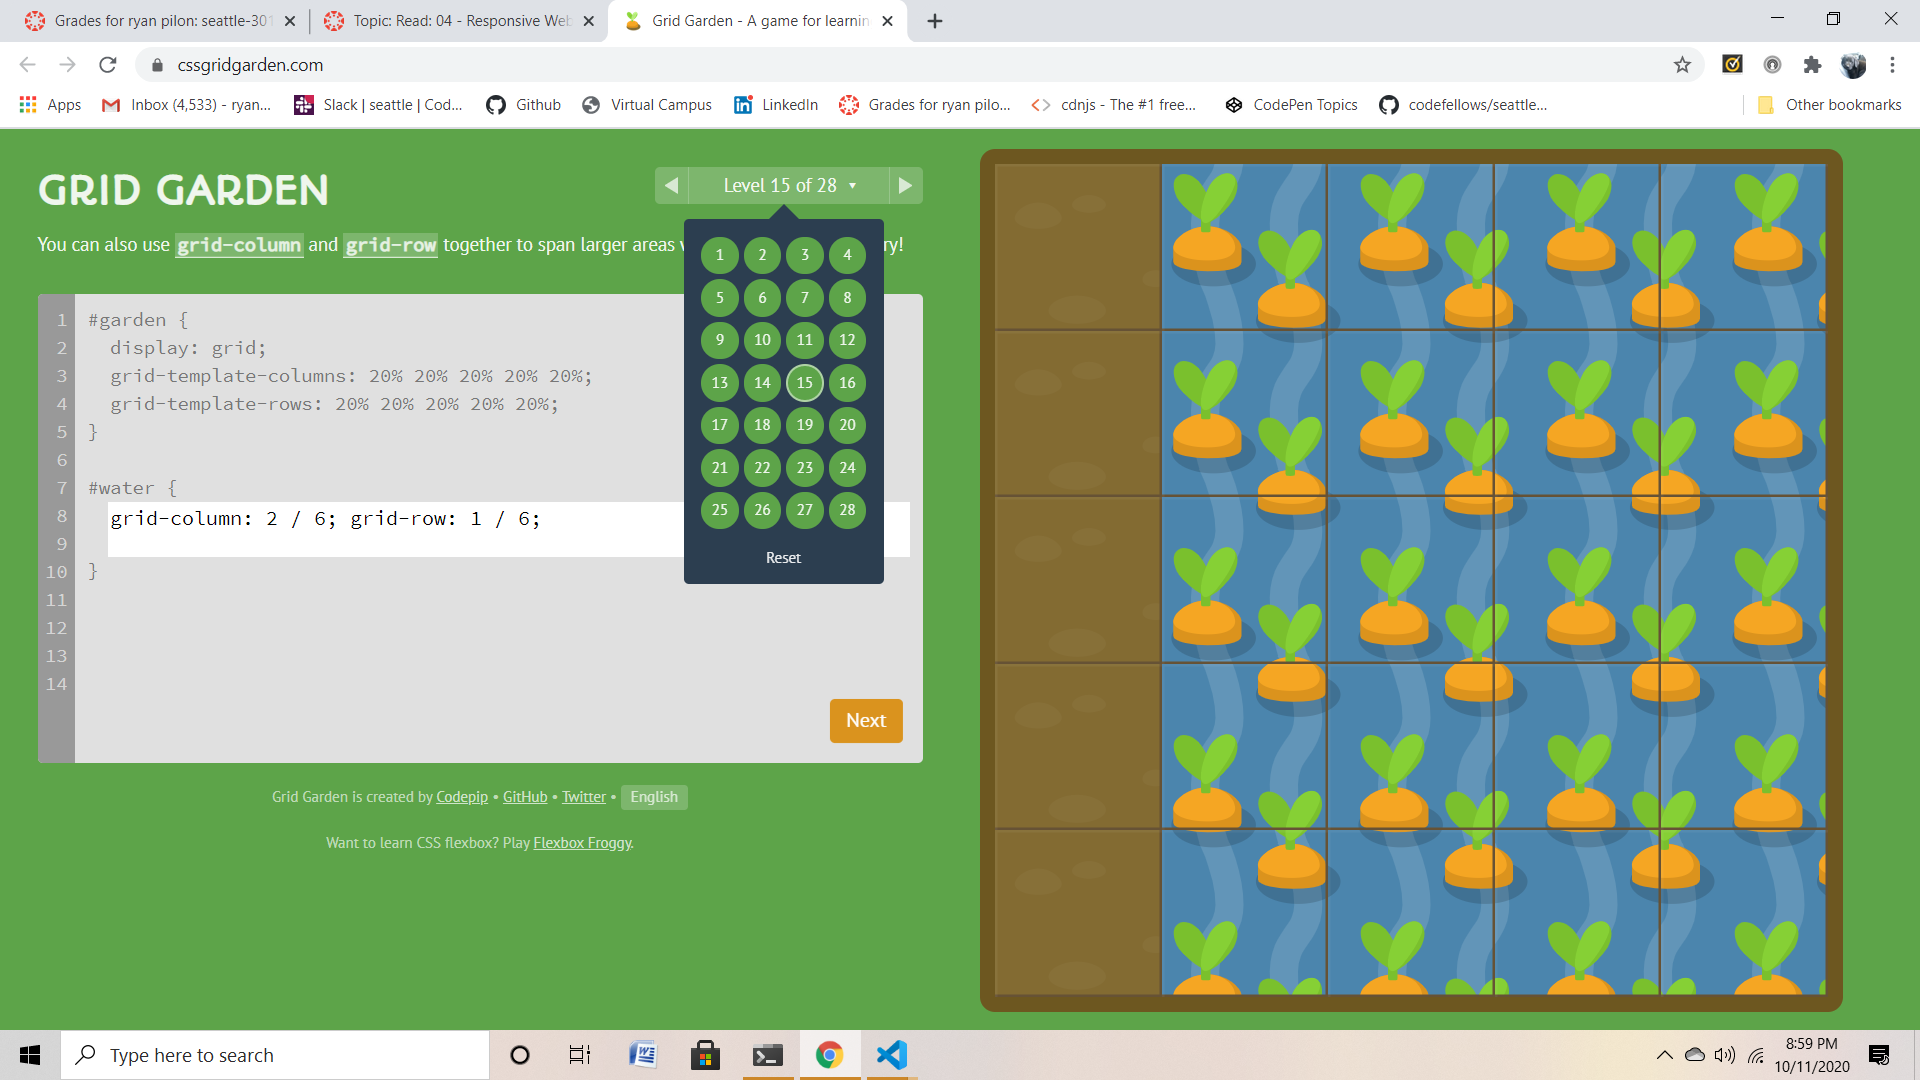 Grades for ryan pilon: seattle-301
Topic: Read: 04 - Responsive Web
Grid Garden - A game for learnin
cssgridgarden.com
Apps
Inbox (4,533) - ryan...
Slack | seattle | Cod...
Github
Virtual Campus
LinkedIn
Grades for ryan pilo...
cdnjs - The #1 free...
CodePen Topics
codefellows/seattle...
Other bookmarks
GRID GARDEN
Level 15 of 28
You can also use grid-column and grid-row together to span larger areas ry!
1 2 3 4
5 6 7 8
9 10 11 12
13 14 15 16
17 18 19 20
21 22 23 24
25 26 27 28
Reset
1 #garden {
2 display: grid;
3 grid-template-columns: 20% 20% 20% 20% 20%;
4 grid-template-rows: 20% 20% 20% 20% 20%;
5 }
6
7 #water {
8 grid-column: 2 / 6; grid-row: 1 / 6;
9
10 }
11
12
13
14
Next
Grid Garden is created by Codepip • GitHub • Twitter • English
Want to learn CSS flexbox? Play Flexbox Froggy.
Type here to search
8:59 PM
10/11/2020